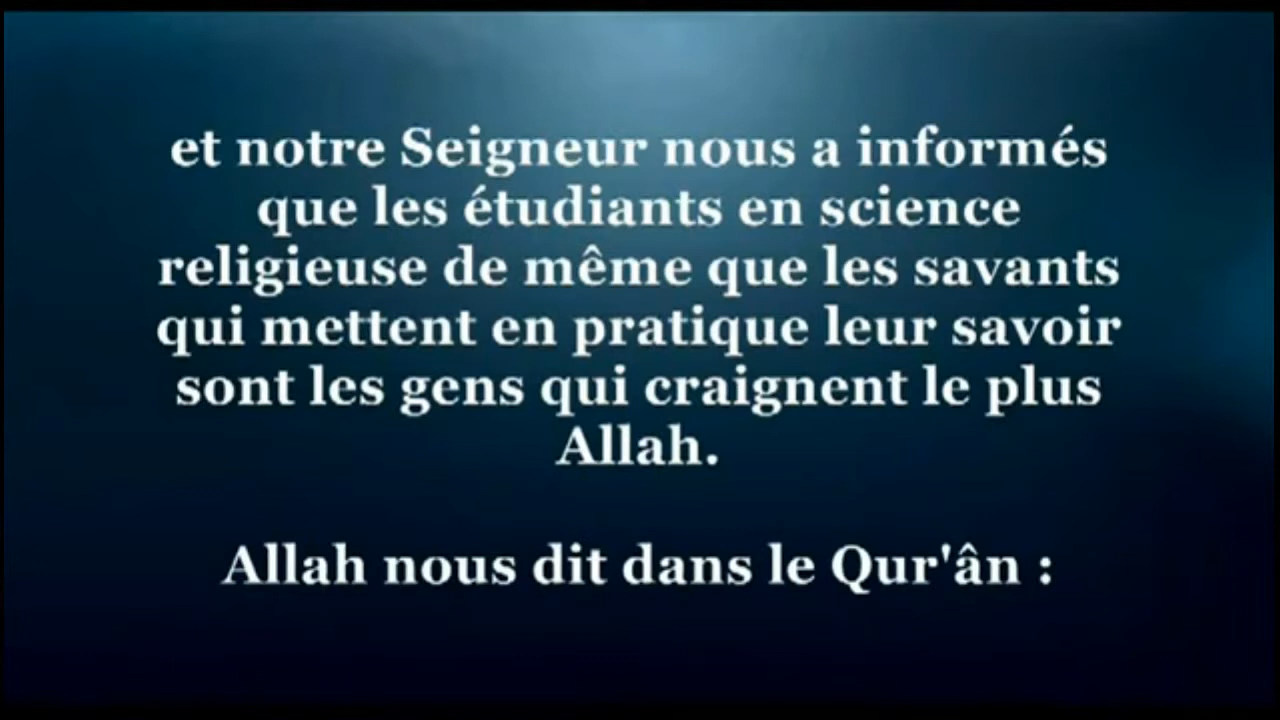 et notre Seigneur nous a informés
que les étudiants en science
religieuse de même que les savants
qui mettent en pratique leur savoir
sont les gens qui craignent le plus
Allah.
Allah nous dit dans le Qur'ân :